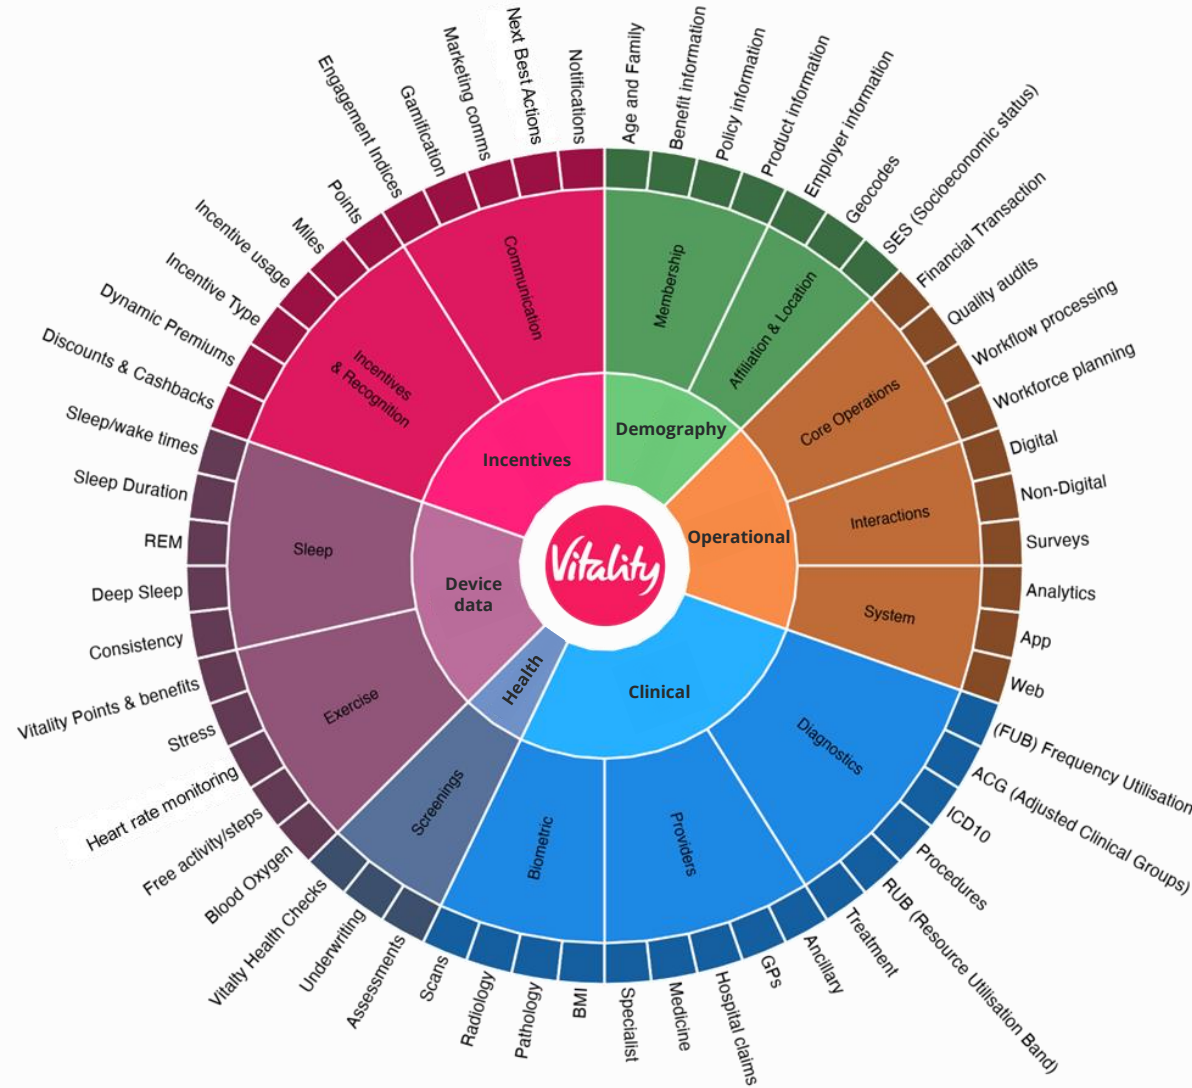 Vitality
Demography
Operational
Clinical
Health
Device
data
Incentives
Membership
Affiliation & Location
Core Operations
Interactions
System
Diagnostics
Providers
Biometric
Screenings
Exercise
Sleep
Incentives
& Recognition
Communication
Age and Family
Benefit information
Policy information
Product information
Employer information
Geocodes
SES (Socioeconomic status)
Financial Transaction
Quality audits
Workflow processing
Workforce planning
Digital
Non-Digital
Surveys
Analytics
App
Web
(FUB) Frequency Utilisation
ACG (Adjusted Clinical Groups)
ICD10
Procedures
RUB (Resource Utilisation Band)
Treatment
Ancillary
GPs
Hospital claims
Medicine
Specialist
BMI
Pathology
Radiology
Scans
Assessments
Underwriting
Vitalty Health Checks
Blood Oxygen
Free activity/steps
Heart rate monitoring
Stress
Vitality Points & benefits
Consistency
Deep Sleep
REM
Sleep Duration
Sleep/wake times
Discounts & Cashbacks
Dynamic Premiums
Incentive Type
Incentive usage
Miles
Points
Engagement Indices
Gamification
Marketing comms
Next Best Actions
Notifications